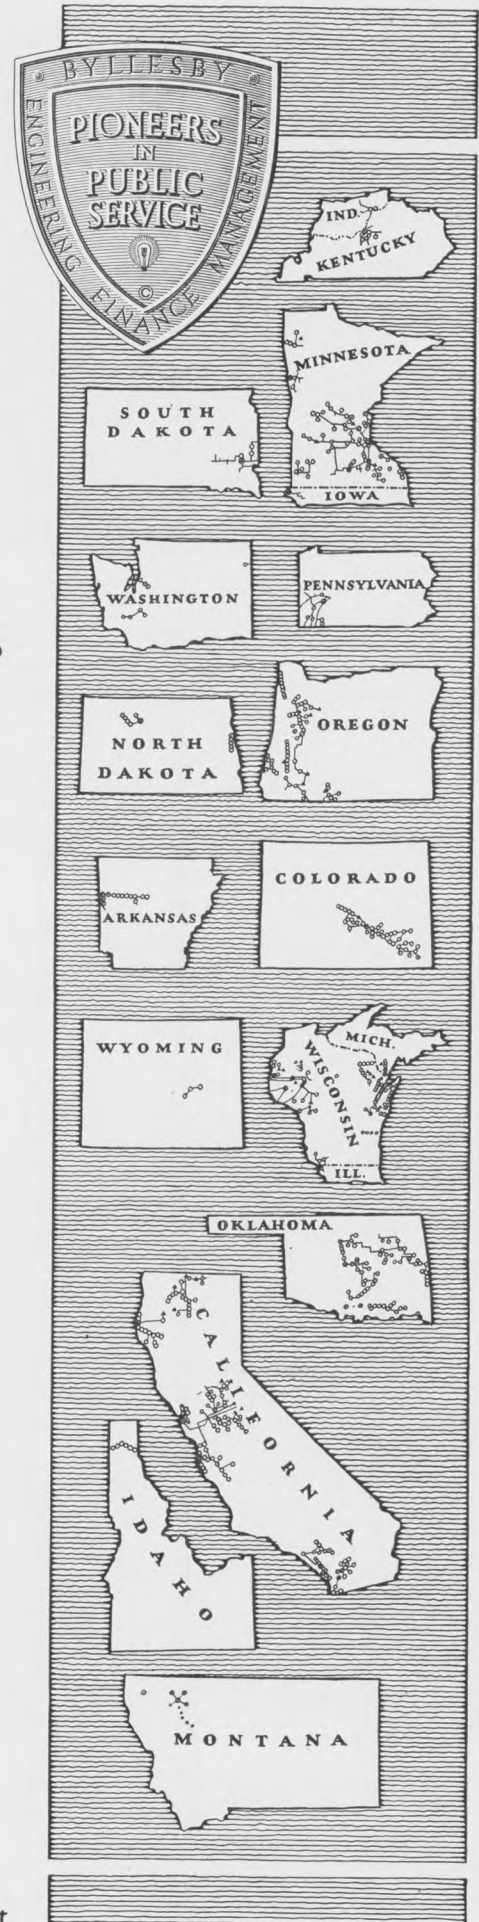 BYLLESBY
ENGINEERING FINANCE MANAGEMENT
PIONEERS
IN
PUBLIC
SERVICE
©
IND.
KENTUCKY
MINNESOTA
IOWA
SOUTH
DAKOTA
WASHINGTON
PENNSYLVANIA
NORTH
DAKOTA
OREGON
ARKANSAS
COLORADO
WYOMING
MICH.
WISCONSIN
ILL.
OKLAHOMA
CALIFORNIA
IDAHO
MONTANA